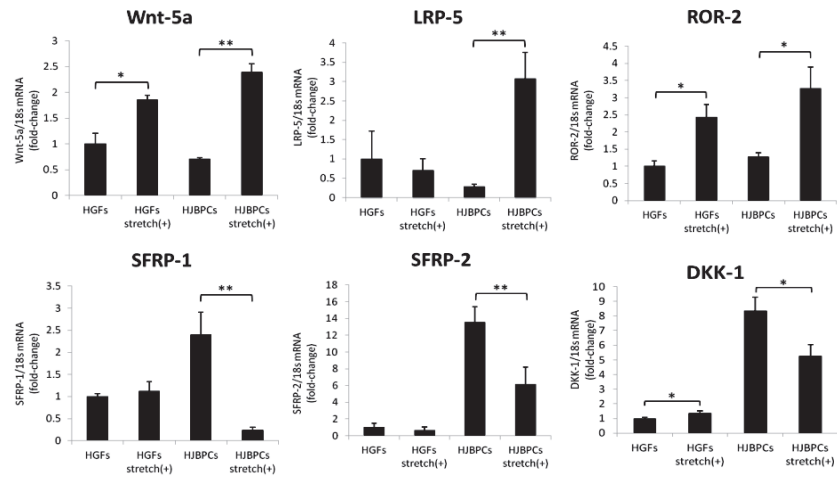 Wnt-5a
Wnt-5a/18s mRNA
(fold-change)
3
2.5
2
1.5
1
0.5
0
*
**
HGFs
HGFs
stretch(+)
HJBPCs
HJBPCs
stretch(+)
LRP-5
LRP-5/18s mRNA
(fold-change)
4
3.5
3
2.5
2
1.5
1
0.5
0
**
HGFs
HGFs
stretch(+)
HJBPCs
HJBPCs
stretch(+)
ROR-2
ROR-2/18s mRNA
(fold-change)
4.5
4
3.5
3
2.5
2
1.5
1
0.5
0
*
*
HGFs
HGFs
stretch(+)
HJBPCs
HJBPCs
stretch(+)
SFRP-1
SFRP-1/18s mRNA
(fold-change)
3.5
3
2.5
2
1.5
1
0.5
0
**
HGFs
HGFs
stretch(+)
HJBPCs
HJBPCs
stretch(+)
SFRP-2
SFRP-2/18s mRNA
(fold-change)
18
16
14
12
10
8
6
4
2
0
**
HGFs
HGFs
stretch(+)
HJBPCs
HJBPCs
stretch(+)
DKK-1
DKK-1/18s mRNA
(fold-change)
10
9
8
7
6
5
4
3
2
1
0
*
*
HGFs
HGFs
stretch(+)
HJBPCs
HJBPCs
stretch(+)